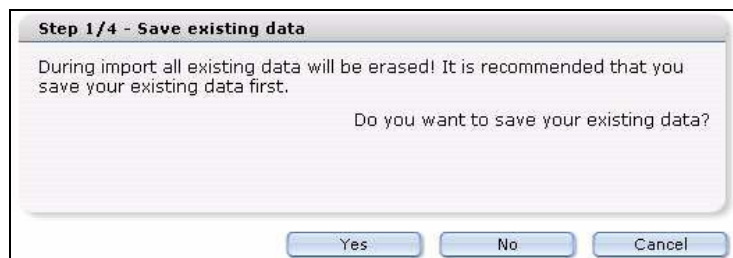 Step 1/4 - Save existing data
During import all existing data will be erased! It is recommended that you
save your existing data first.
Do you want to save your existing data?
Yes
No
Cancel